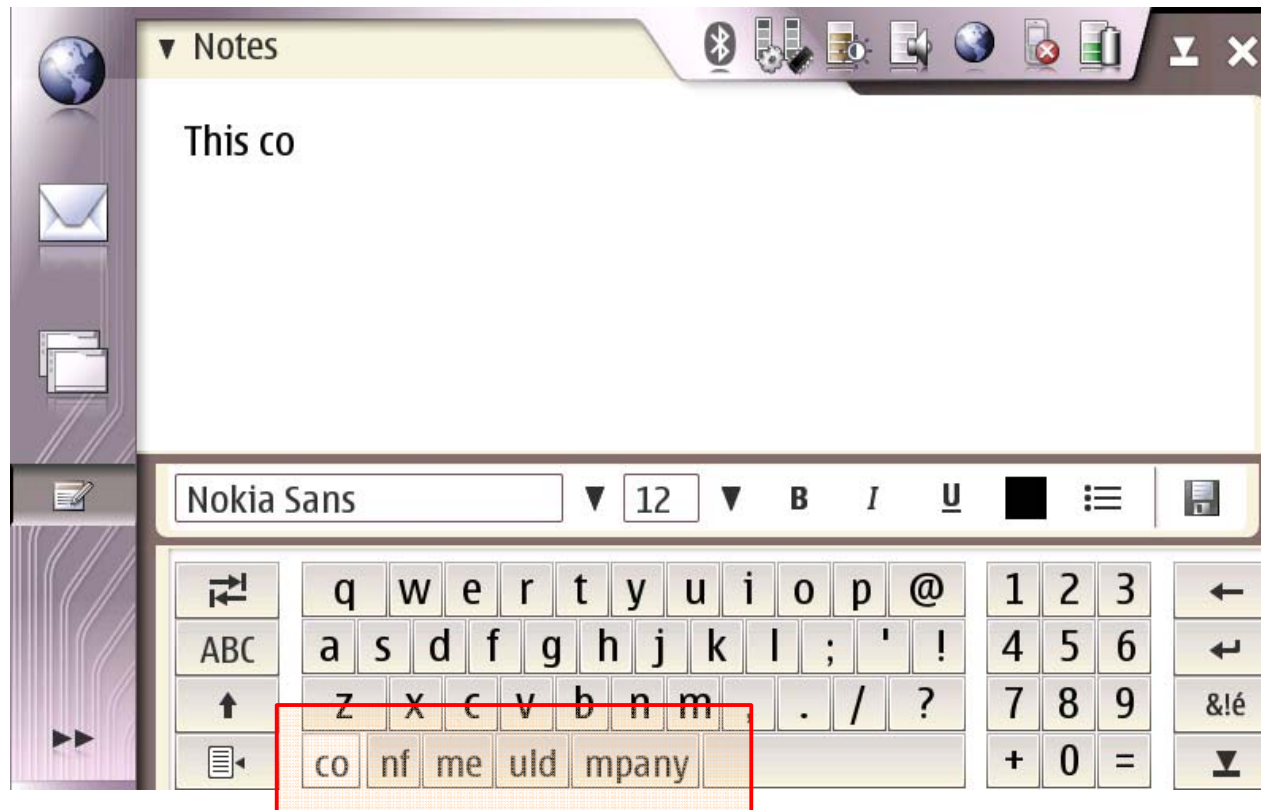 Notes
This co
Nokia Sans 12 B I U
q w e r t y u i o p @ 1 2 3
ABC a s d f g h j k l ; ' ! 4 5 6
z x c v b n m , . / ? 7 8 9 &!é
co nf me uld mpany + 0 =